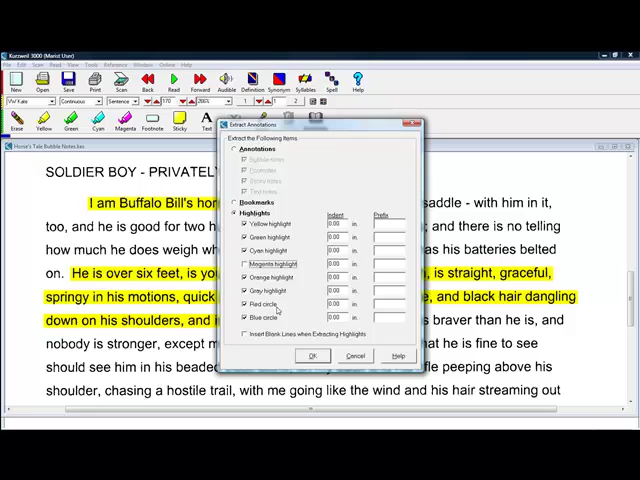 Kurzweil 3000 (Marist User)
File Edit Scan Read View Tools Reference Window Online Help
New Open Save Print Scan Back Read Forward Audible Definition Synonym Syllables Spell Help
VW Kate Continuous Sentence 170 286% 1 1 2
Erase Yellow Green Cyan Magenta Footnote Sticky Text
Horse's Tale Bubble Notes.kes
SOLDIER BOY - PRIVATELY
I am Buffalo Bill's hor
saddle - with him in it,
too, and he is good for two h
and there is no telling
how much he does weigh wh
as his batteries belted
on. He is over six feet, is yo
is straight, graceful,
springy in his motions, quick
and black hair dangling
down on his shoulders, and
is braver than he is, and
nobody is stronger, except m
he is fine to see
should see him in his beade
fle peeping above his
shoulder, chasing a hostile trail, with me going like the wind and his hair streaming out
Extract Annotations
Extract the Following Items
Annotations
Bubble notes
Footnotes
Sticky notes
Text notes
Bookmarks
Highlights
Indent Prefix
Yellow highlight 0.00 in.
Green highlight 0.00 in.
Cyan highlight 0.00 in.
Magenta highlight 0.00 in.
Orange highlight 0.00 in.
Gray highlight 0.00 in.
Red circle 0.00 in.
Blue circle 0.00 in.
Insert Blank Lines when Extracting Highlights
OK Cancel Help